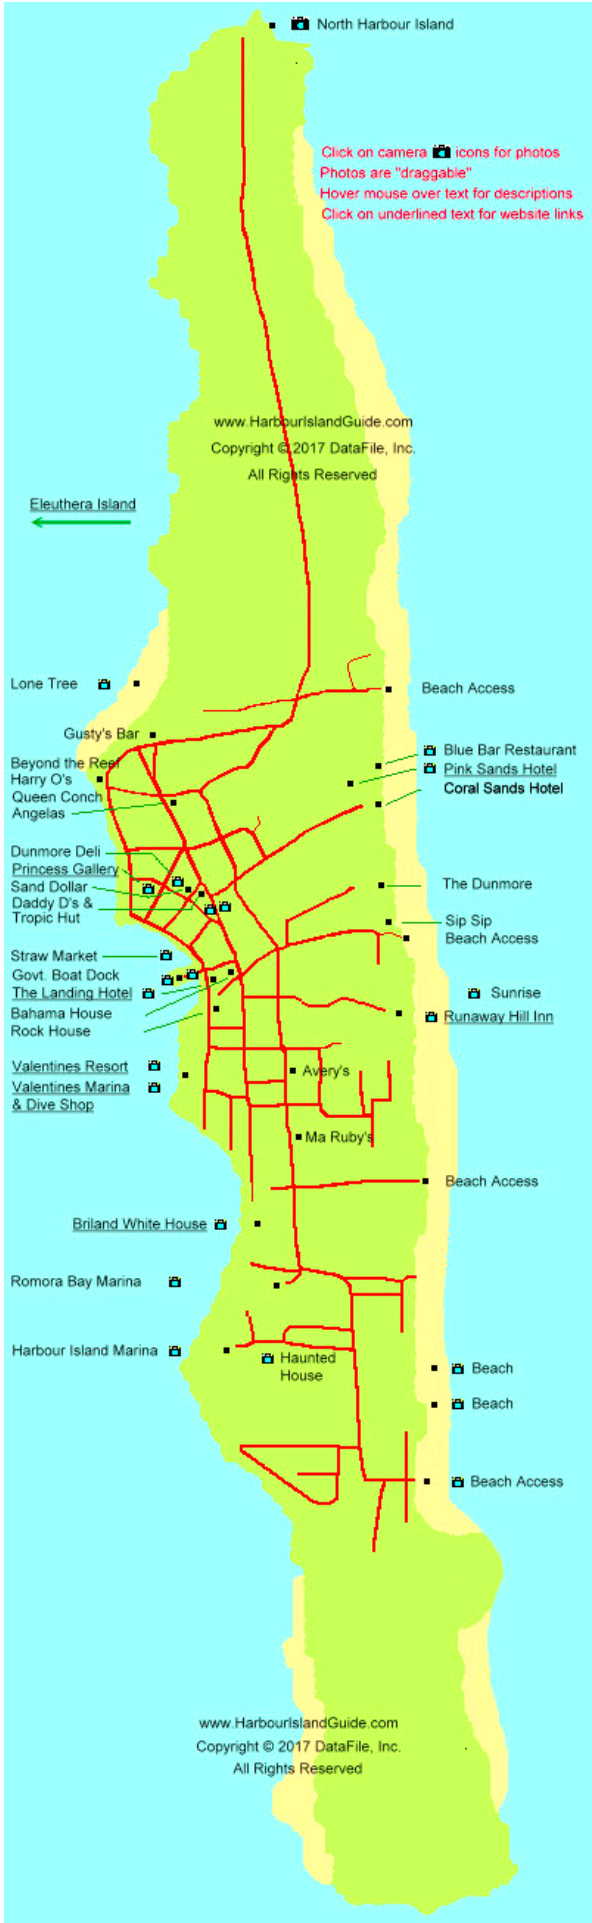 North Harbour Island
Click on camera icons for photos
Photos are "draggable"
Hover mouse over text for descriptions
Click on underlined text for website links
www.HarbourIslandGuide.com
Copyright © 2017 DataFile, Inc.
All Rights Reserved
Eleuthera Island
Lone Tree
Beach Access
Gusty's Bar
Blue Bar Restaurant
Beyond the Reef
Pink Sands Hotel
Harry O's
Coral Sands Hotel
Queen Conch
Angelas
Dunmore Deli
Princess Gallery
The Dunmore
Sand Dollar
Daddy D's &
Tropic Hut
Sip Sip
Beach Access
Straw Market
Govt. Boat Dock
The Landing Hotel
Sunrise
Bahama House
Runaway Hill Inn
Rock House
Valentines Resort
Avery's
Valentines Marina
& Dive Shop
Ma Ruby's
Beach Access
Briland White House
Romora Bay Marina
Harbour Island Marina
Haunted
House
Beach
Beach
Beach Access
www.HarbourIslandGuide.com
Copyright © 2017 DataFile, Inc.
All Rights Reserved